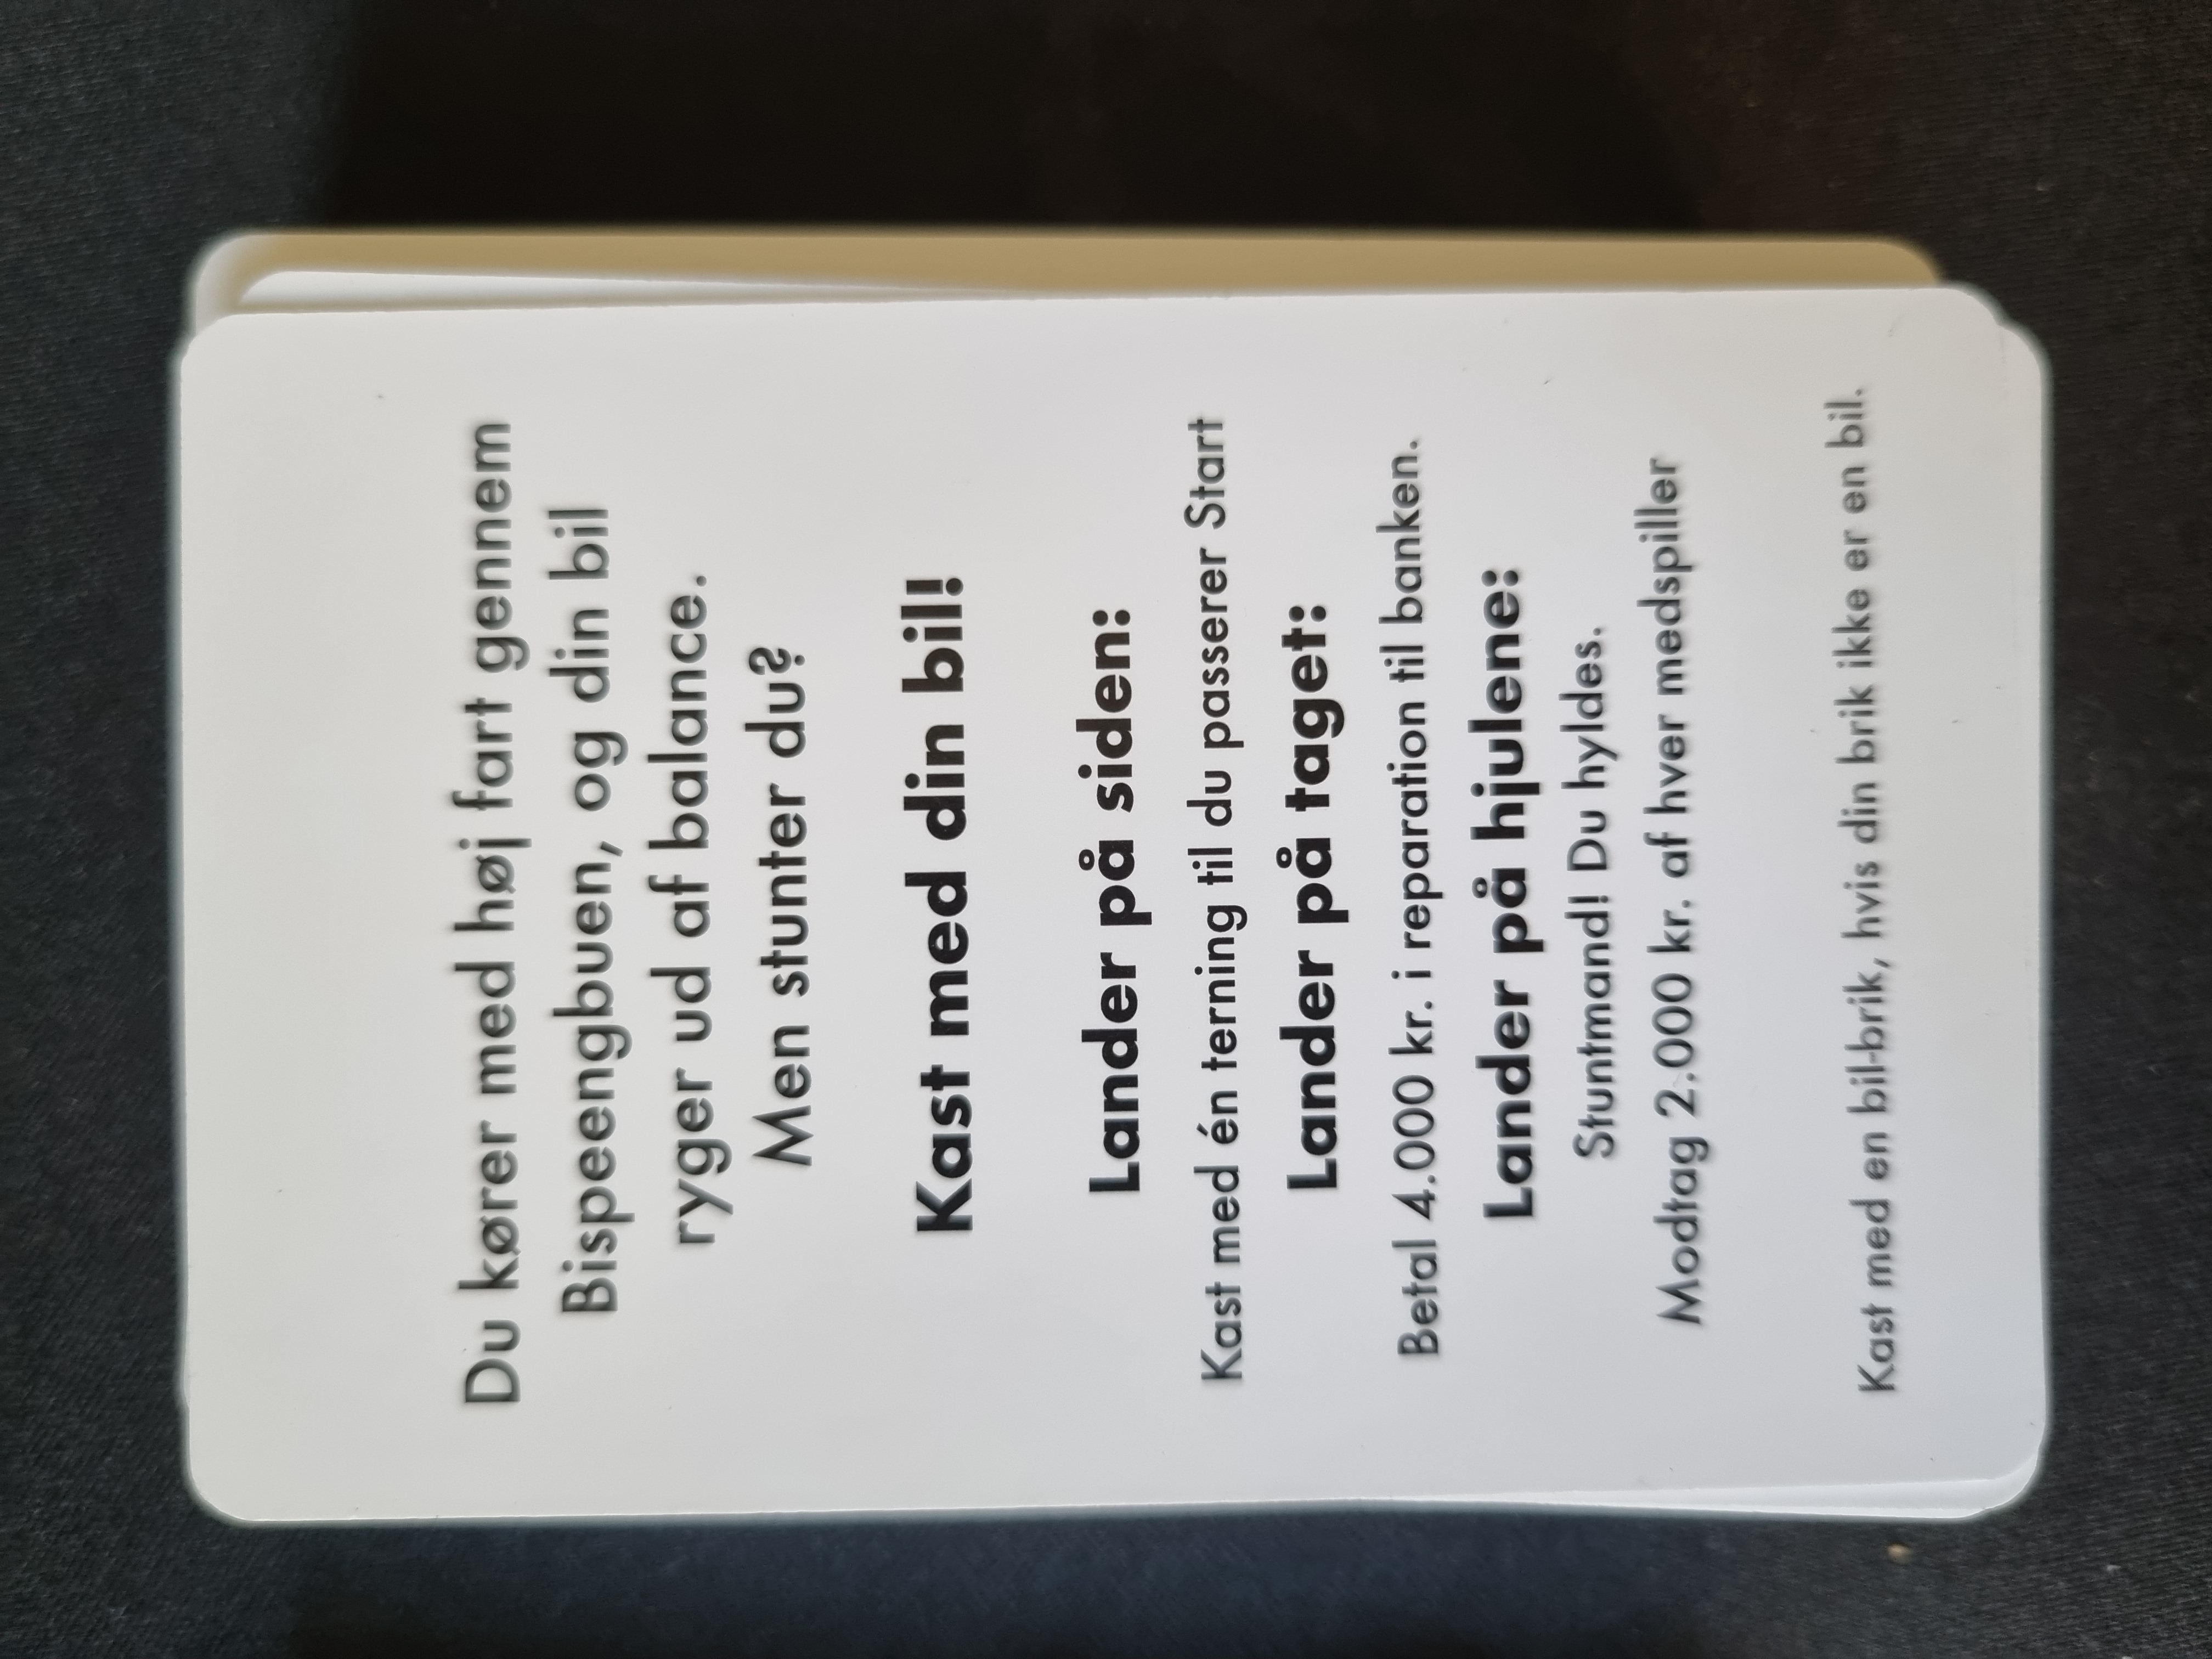 Du kører med høj fart gennem
Bispeengbuen, og din bil
ryger ud af balance.
Men stunter du?
Kast med din bil!
Lander på siden:
Kast med én terning til du passerer Start
Lander på taget:
Betal 4.000 kr. i reparation til banken.
Lander på hjulene:
Stuntmand! Du hyldes.
Modtag 2.000 kr. af hver medspiller
Kast med en bil-brik, hvis din brik ikke er en bil.